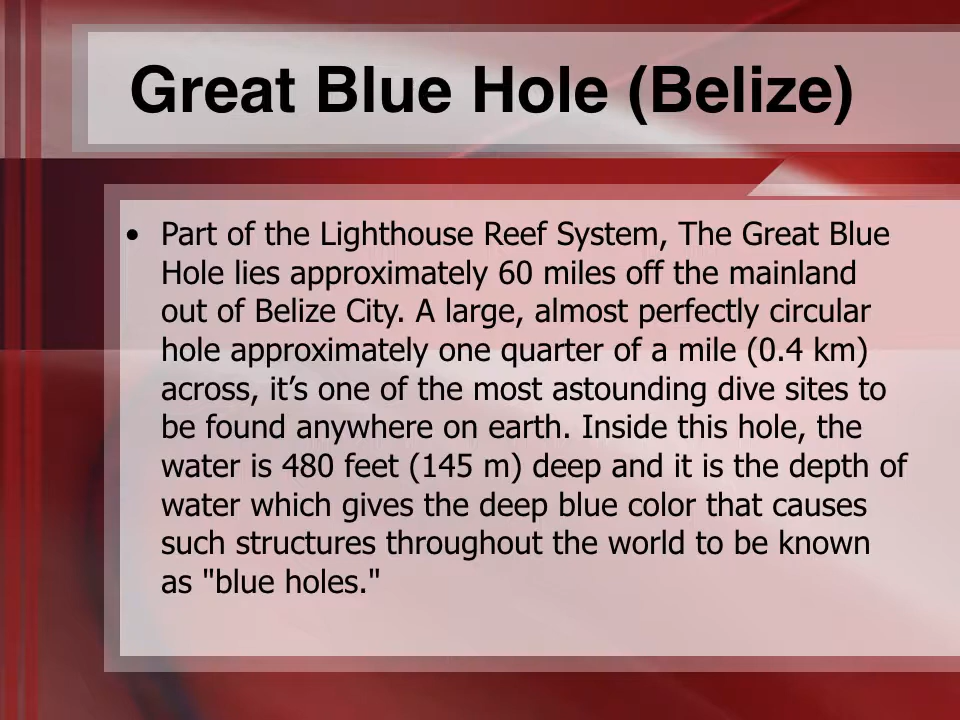 Great Blue Hole (Belize)
• Part of the Lighthouse Reef System, The Great Blue
Hole lies approximately 60 miles off the mainland
out of Belize City. A large, almost perfectly circular
hole approximately one quarter of a mile (0.4 km)
across, it’s one of the most astounding dive sites to
be found anywhere on earth. Inside this hole, the
water is 480 feet (145 m) deep and it is the depth of
water which gives the deep blue color that causes
such structures throughout the world to be known
as "blue holes."